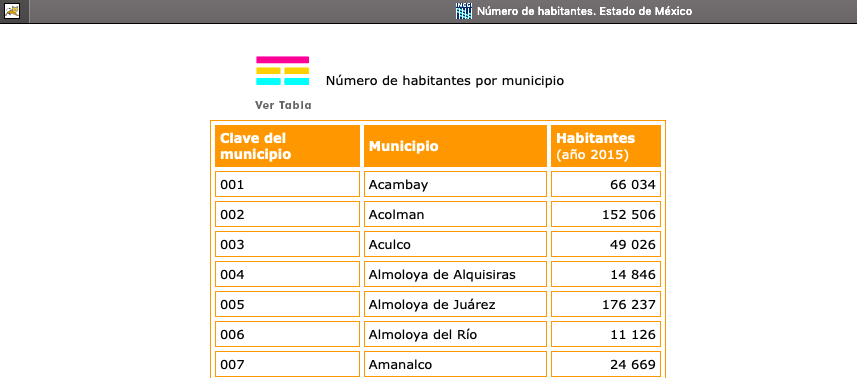 INEGI
Número de habitantes. Estado de México
Número de habitantes por municipio
Ver Tabla
Clave del municipio Municipio Habitantes (año 2015)
001 Acambay 66 034
002 Acolman 152 506
003 Aculco 49 026
004 Almoloya de Alquisiras 14 846
005 Almoloya de Juárez 176 237
006 Almoloya del Río 11 126
007 Amanalco 24 669